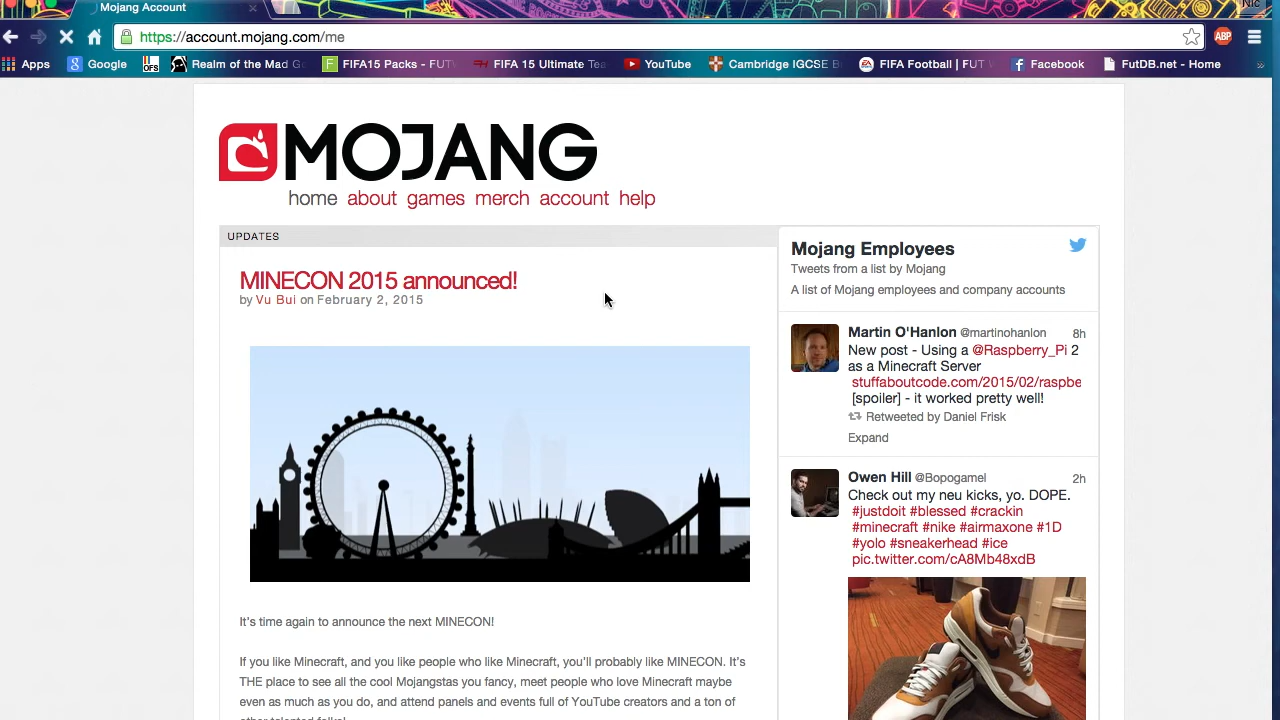 Mojang Account
Nic
https://account.mojang.com/me
ABP
Apps Google OFS Realm of the Mad G FIFA15 Packs - FUT FIFA 15 Ultimate Te YouTube Cambridge IGCSE FIFA Football | FUT Facebook FutDB.net - Home »
MOJANG
home about games merch account help
UPDATES
MINECON 2015 announced!
by Vu Bui on February 2, 2015
It's time again to announce the next MINECON!
If you like Minecraft, and you like people who like Minecraft, you'll probably like MINECON. It's
THE place to see all the cool Mojangstas you fancy, meet people who love Minecraft maybe
even as much as you do, and attend panels and events full of YouTube creators and a ton of
other talented folks!
Mojang Employees
Tweets from a list by Mojang
A list of Mojang employees and company accounts
Martin O'Hanlon @martinohanlon 8h
New post - Using a @Raspberry_Pi 2
as a Minecraft Server
stuffaboutcode.com/2015/02/raspbe
[spoiler] - it worked pretty well!
Retweeted by Daniel Frisk
Expand
Owen Hill @Bopogamel 2h
Check out my neu kicks, yo. DOPE.
#justdoit #blessed #crackin
#minecraft #nike #airmaxone #1D
#yolo #sneakerhead #ice
pic.twitter.com/cA8Mb48xdB